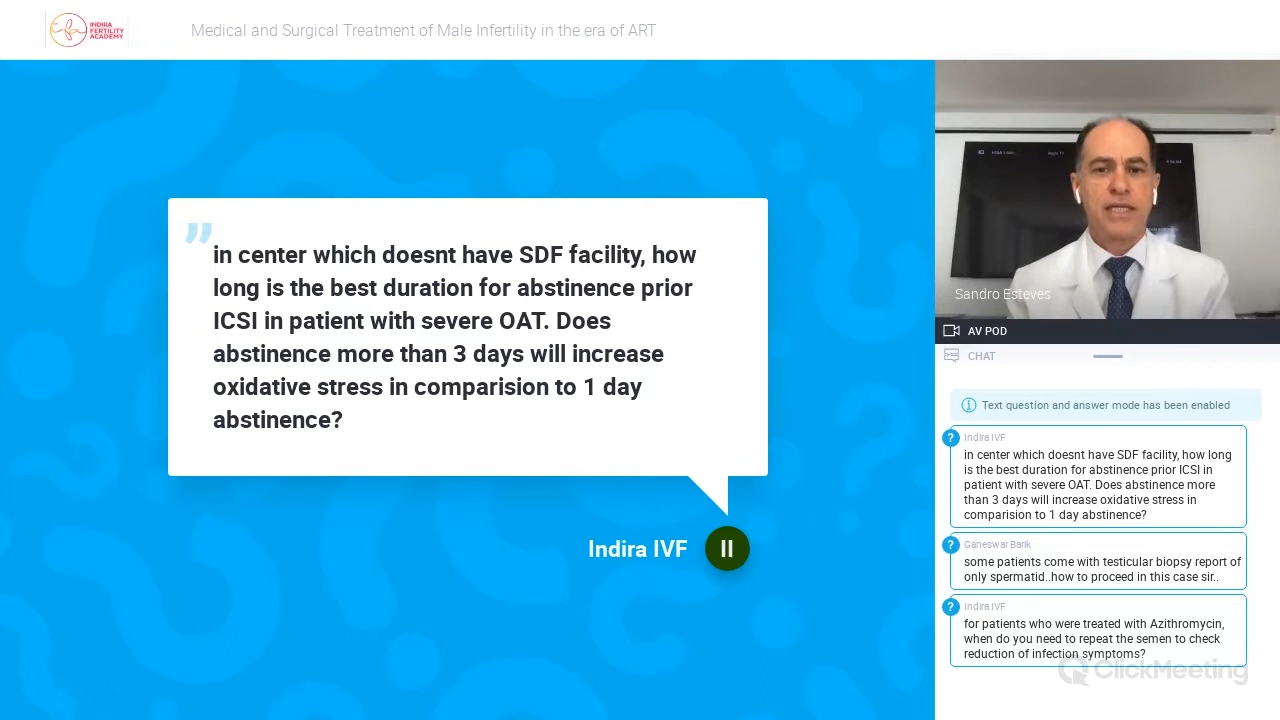 INDIRA
FERTILITY
ACADEMY
Medical and Surgical Treatment of Male Infertility in the era of ART
in center which doesnt have SDF facility, how
long is the best duration for abstinence prior
ICSI in patient with severe OAT. Does
abstinence more than 3 days will increase
oxidative stress in comparision to 1 day
abstinence?
Indira IVF
II
Sandro Esteves
AV POD
CHAT
Text question and answer mode has been enabled
?
Indira IVF
in center which doesnt have SDF facility, how long
is the best duration for abstinence prior ICSI in
patient with severe OAT. Does abstinence more
than 3 days will increase oxidative stress in
comparision to 1 day abstinence?
?
Ganeswar Barik
some patients come with testicular biopsy report of
only spermatid..how to proceed in this case sir..
?
Indira IVF
for patients who were treated with Azithromycin,
when do you need to repeat the semen to check
reduction of infection symptoms?
ClickMeeting